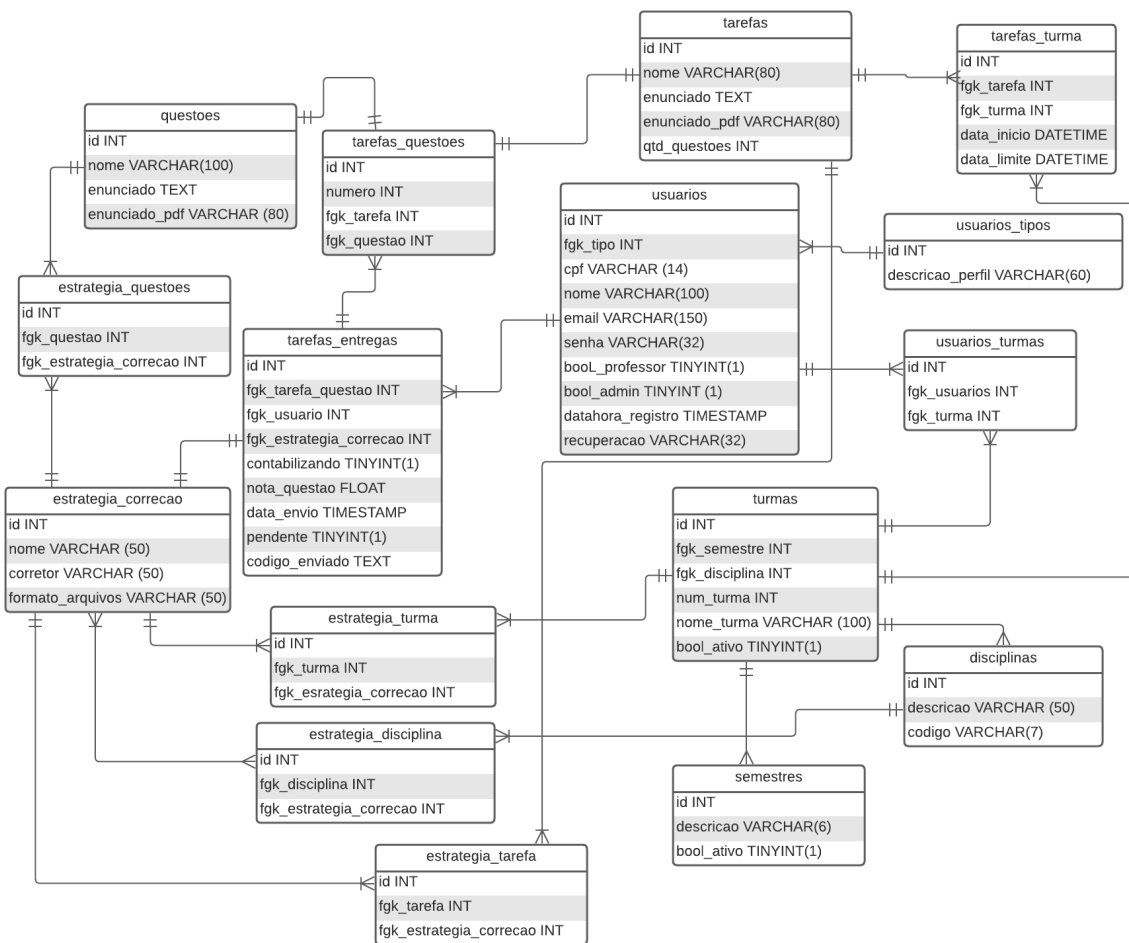 tarefas
id INT
nome VARCHAR(80)
enunciado TEXT
enunciado_pdf VARCHAR(80)
qtd_questoes INT
tarefas_turma
id INT
fgk_tarefa INT
fgk_turma INT
data_inicio DATETIME
data_limite DATETIME
questoes
id INT
nome VARCHAR(100)
enunciado TEXT
enunciado_pdf VARCHAR (80)
tarefas_questoes
id INT
numero INT
fgk_tarefa INT
fgk_questao INT
usuarios
id INT
fgk_tipo INT
cpf VARCHAR (14)
nome VARCHAR(100)
email VARCHAR(150)
senha VARCHAR(32)
booL_professor TINYINT(1)
bool_admin TINYINT (1)
datahora_registro TIMESTAMP
recuperacao VARCHAR(32)
usuarios_tipos
id INT
descricao_perfil VARCHAR(60)
estrategia_questoes
id INT
fgk_questao INT
fgk_estrategia_correcao INT
tarefas_entregas
id INT
fgk_tarefa_questao INT
fgk_usuario INT
fgk_estrategia_correcao INT
contabilizando TINYINT(1)
nota_questao FLOAT
data_envio TIMESTAMP
pendente TINYINT(1)
codigo_enviado TEXT
usuarios_turmas
id INT
fgk_usuarios INT
fgk_turma INT
estrategia_correcao
id INT
nome VARCHAR (50)
corretor VARCHAR (50)
formato_arquivos VARCHAR (50)
turmas
id INT
fgk_semestre INT
fgk_disciplina INT
num_turma INT
nome_turma VARCHAR (100)
bool_ativo TINYINT(1)
estrategia_turma
id INT
fgk_turma INT
fgk_esrategia_correcao INT
disciplinas
id INT
descricao VARCHAR (50)
codigo VARCHAR(7)
estrategia_disciplina
id INT
fgk_disciplina INT
fgk_estrategia_correcao INT
semestres
id INT
descricao VARCHAR(6)
bool_ativo TINYINT(1)
estrategia_tarefa
id INT
fgk_tarefa INT
fgk_estrategia_correcao INT